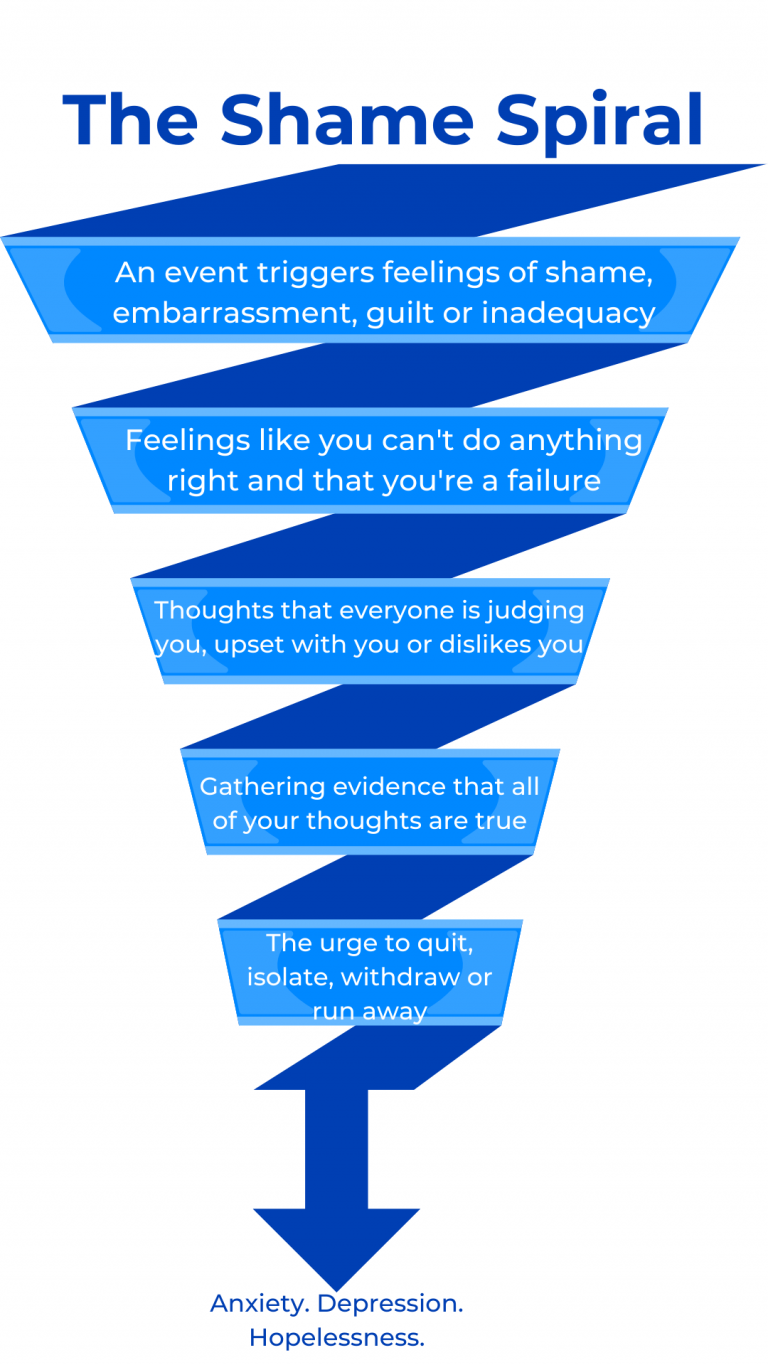 The Shame Spiral
An event triggers feelings of shame,
embarrassment, guilt or inadequacy
Feelings like you can't do anything
right and that you're a failure
Thoughts that everyone is judging
you, upset with you or dislikes you
Gathering evidence that all
of your thoughts are true
The urge to quit,
isolate, withdraw or
run away
Anxiety. Depression.
Hopelessness.